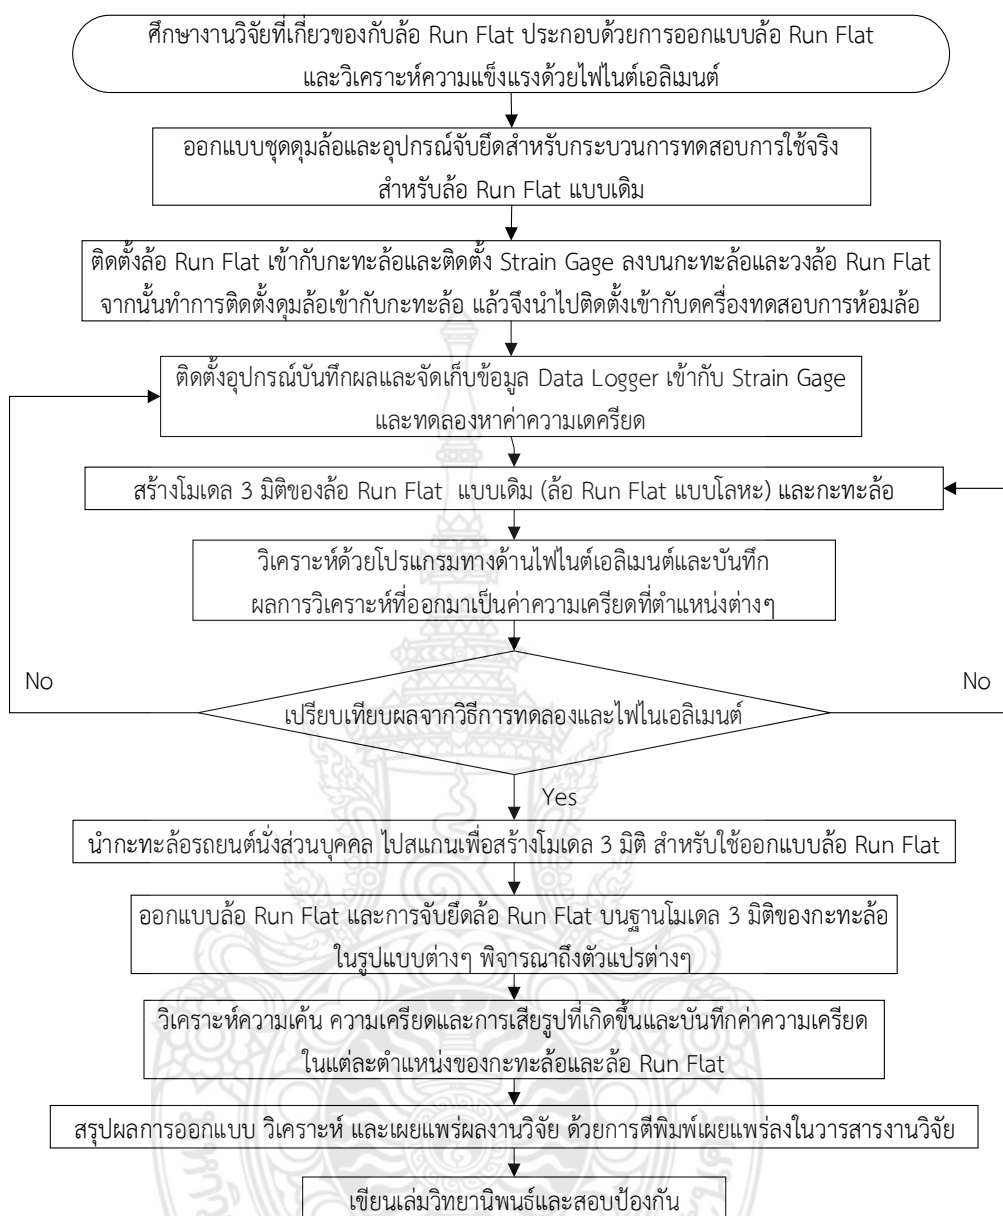 ศึกษางานวิจัยที่เกี่ยวของกับล้อ Run Flat ประกอบด้วยการออกแบบล้อ Run Flat
และวิเคราะห์ความแข็งแรงด้วยไฟไนต์เอลิเมนต์
ออกแบบชุดดุมล้อและอุปกรณ์จับยึดสำหรับกระบวนการทดสอบการใช้จริง
สำหรับล้อ Run Flat แบบเดิม
ติดตั้งล้อ Run Flat เข้ากับกะทะล้อและติดตั้ง Strain Gage ลงบนกะทะล้อและวงล้อ Run Flat
จากนั้นทำการติดตั้งดุมล้อเข้ากับกะทะล้อ แล้วจึงนำไปติดตั้งเข้ากับดครื่องทดสอบการห้อมล้อ
ติดตั้งอุปกรณ์บันทึกผลและจัดเก็บข้อมูล Data Logger เข้ากับ Strain Gage
และทดลองหาค่าความเดครียด
สร้างโมเดล 3 มิติของล้อ Run Flat แบบเดิม (ล้อ Run Flat แบบโลหะ) และกะทะล้อ
วิเคราะห์ด้วยโปรแกรมทางด้านไฟไนต์เอลิเมนต์และบันทึก
ผลการวิเคราะห์ที่ออกมาเป็นค่าความเครียดที่ตำแหน่งต่างๆ
No
No
เปรียบเทียบผลจากวิธีการทดลองและไฟไนเอลิเมนต์
Yes
นำกะทะล้อรถยนต์นั่งส่วนบุคคล ไปสแกนเพื่อสร้างโมเดล 3 มิติ สำหรับใช้ออกแบบล้อ Run Flat
ออกแบบล้อ Run Flat และการจับยึดล้อ Run Flat บนฐานโมเดล 3 มิติของกะทะล้อ
ในรูปแบบต่างๆ พิจารณาถึงตัวแปรต่างๆ
วิเคราะห์ความเค้น ความเครียดและการเสียรูปที่เกิดขึ้นและบันทึกค่าความเครียด
ในแต่ละตำแหน่งของกะทะล้อและล้อ Run Flat
สรุปผลการออกแบบ วิเคราะห์ และเผยแพร่ผลงานวิจัย ด้วยการตีพิมพ์เผยแพร่ลงในวารสารงานวิจัย
เขียนเล่มวิทยานิพนธ์และสอบป้องกัน